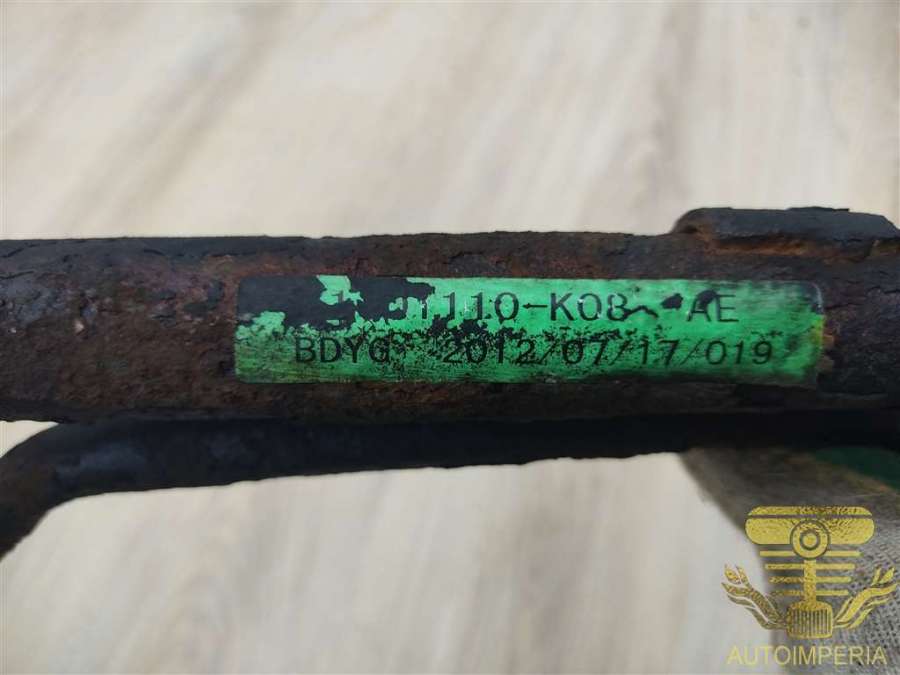 1110-K08 AE
BDYG 2012/07/17/019
AUTOIMPERIA